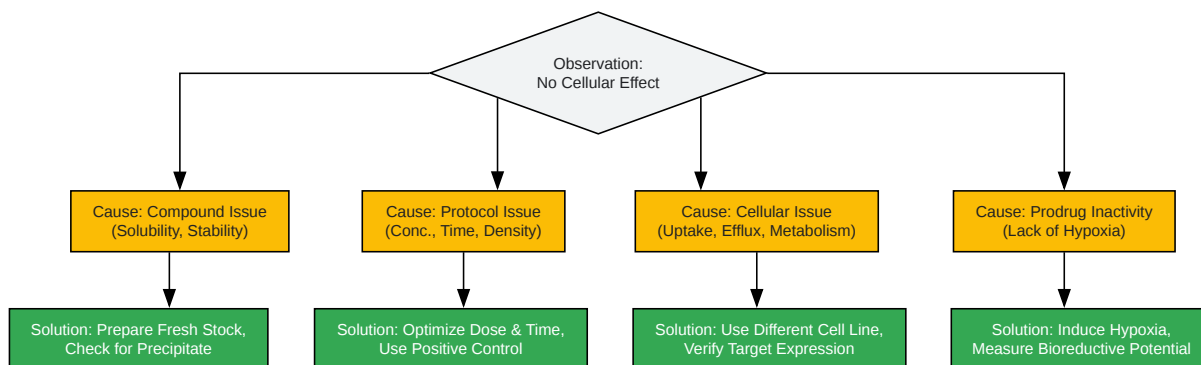 Observation:
No Cellular Effect
Cause: Compound Issue
(Solubility, Stability)
Cause: Protocol Issue
(Conc., Time, Density)
Cause: Cellular Issue
(Uptake, Efflux, Metabolism)
Cause: Prodrug Inactivity
(Lack of Hypoxia)
Solution: Prepare Fresh Stock,
Check for Precipitate
Solution: Optimize Dose & Time,
Use Positive Control
Solution: Use Different Cell Line,
Verify Target Expression
Solution: Induce Hypoxia,
Measure Bioreductive Potential